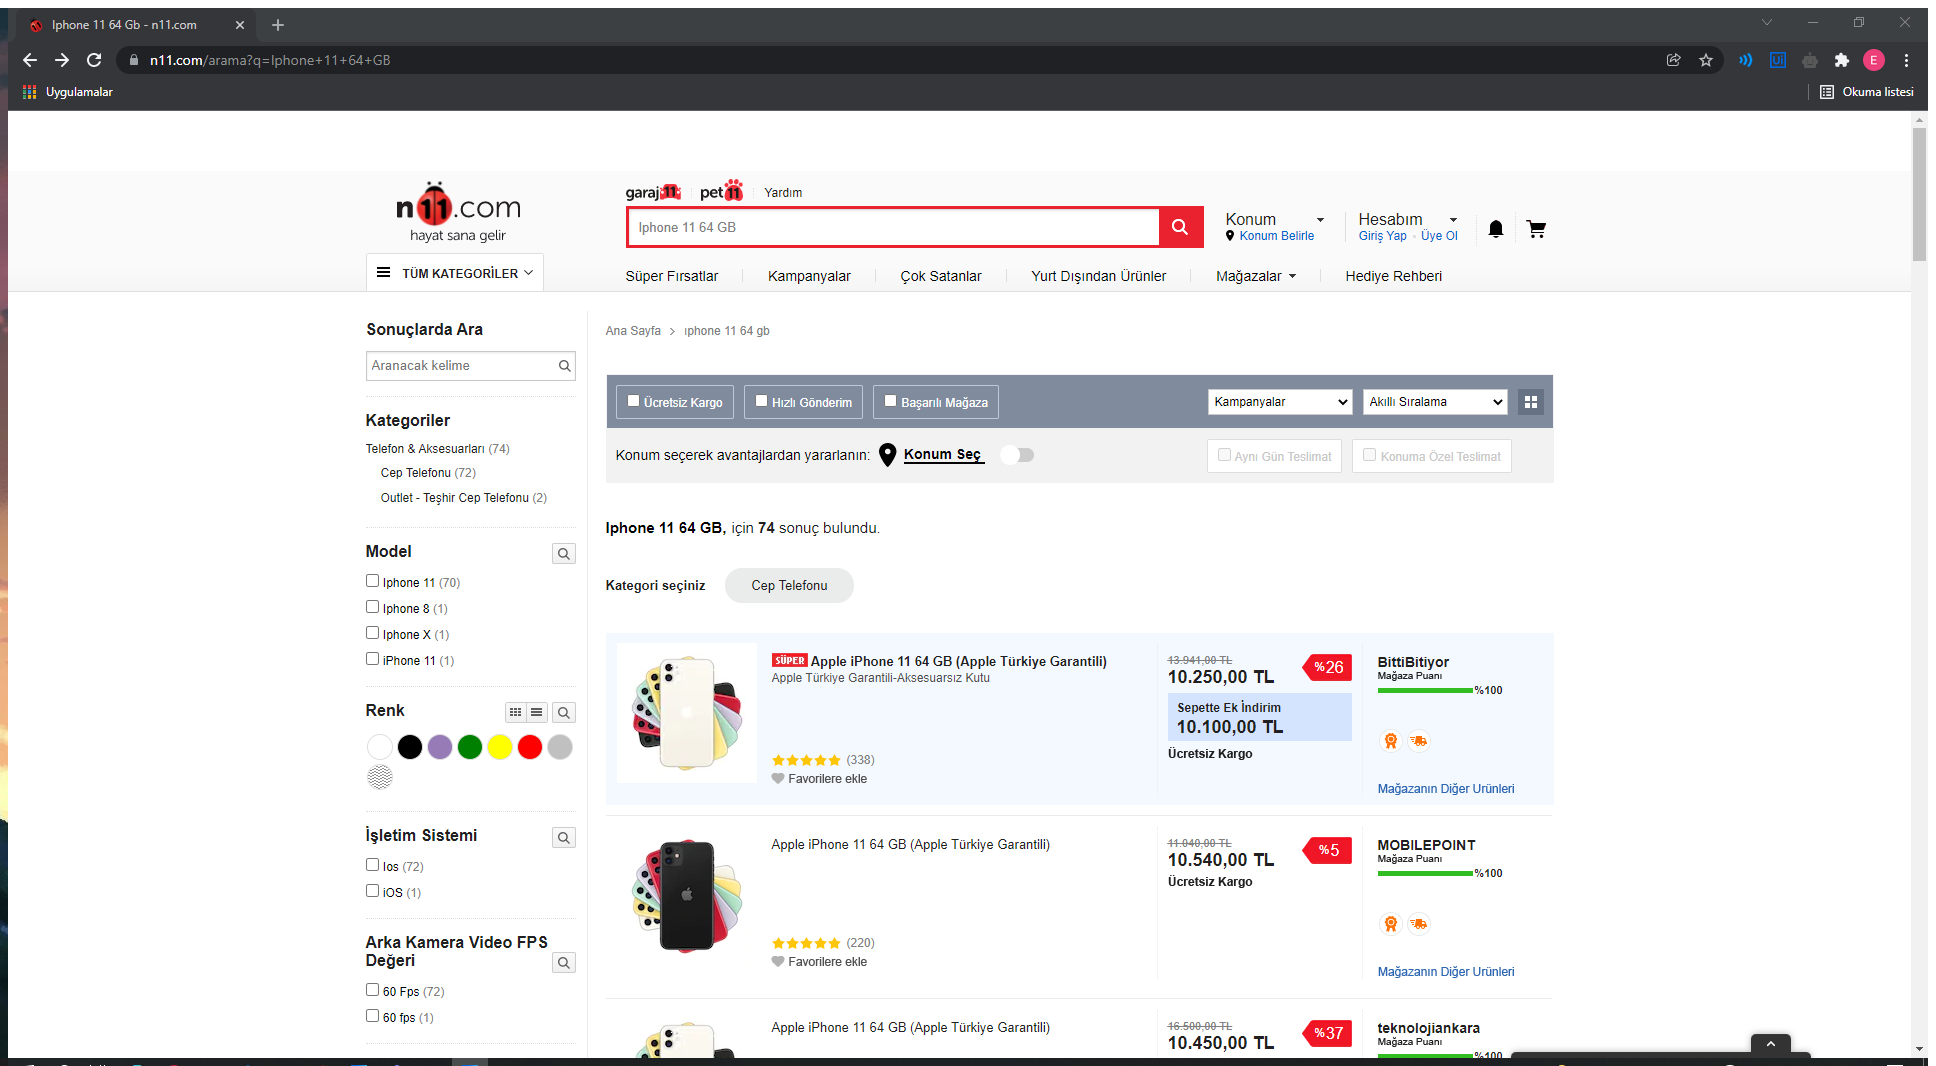 Iphone 11 64 Gb - n11.com
n11.com/arama?q=Iphone+11+64+GB
Uygulamalar
Okuma listesi
n11.com
hayat sana gelir
garaj11 pet11 Yardım
Iphone 11 64 GB
Konum
Konum Belirle
Hesabım
Giriş Yap Üye Ol
TÜM KATEGORİLER
Süper Fırsatlar Kampanyalar Çok Satanlar Yurt Dışından Ürünler Mağazalar Hediye Rehberi
Sonuçlarda Ara
Aranacak kelime
Kategoriler
Telefon & Aksesuarları (74)
Cep Telefonu (72)
Outlet - Teşhir Cep Telefonu (2)
Model
Iphone 11 (70)
Iphone 8 (1)
Iphone X (1)
iPhone 11 (1)
Renk
İşletim Sistemi
Ios (72)
iOS (1)
Arka Kamera Video FPS
Değeri
60 Fps (72)
60 fps (1)
Ana Sayfa > ıphone 11 64 gb
Ücretsiz Kargo Hızlı Gönderim Başarılı Mağaza Kampanyalar Akıllı Sıralama
Konum seçerek avantajlardan yararlanın: Konum Seç Aynı Gün Teslimat Konuma Özel Teslimat
Iphone 11 64 GB, için 74 sonuç bulundu.
Kategori seçiniz Cep Telefonu
SÜPER Apple iPhone 11 64 GB (Apple Türkiye Garantili)
Apple Türkiye Garantili-Aksesuarsız Kutu
(338)
Favorilere ekle
13.941,00 TL
10.250,00 TL
%26
Sepette Ek İndirim
10.100,00 TL
Ücretsiz Kargo
BittiBitiyor
Mağaza Puanı
%100
Mağazanın Diğer Ürünleri
Apple iPhone 11 64 GB (Apple Türkiye Garantili)
(220)
Favorilere ekle
11.040,00 TL
10.540,00 TL
%5
Ücretsiz Kargo
MOBILEPOINT
Mağaza Puanı
%100
Mağazanın Diğer Ürünleri
Apple iPhone 11 64 GB (Apple Türkiye Garantili)
16.500,00 TL
10.450,00 TL
%37
teknolojiankara
Mağaza Puanı
%100